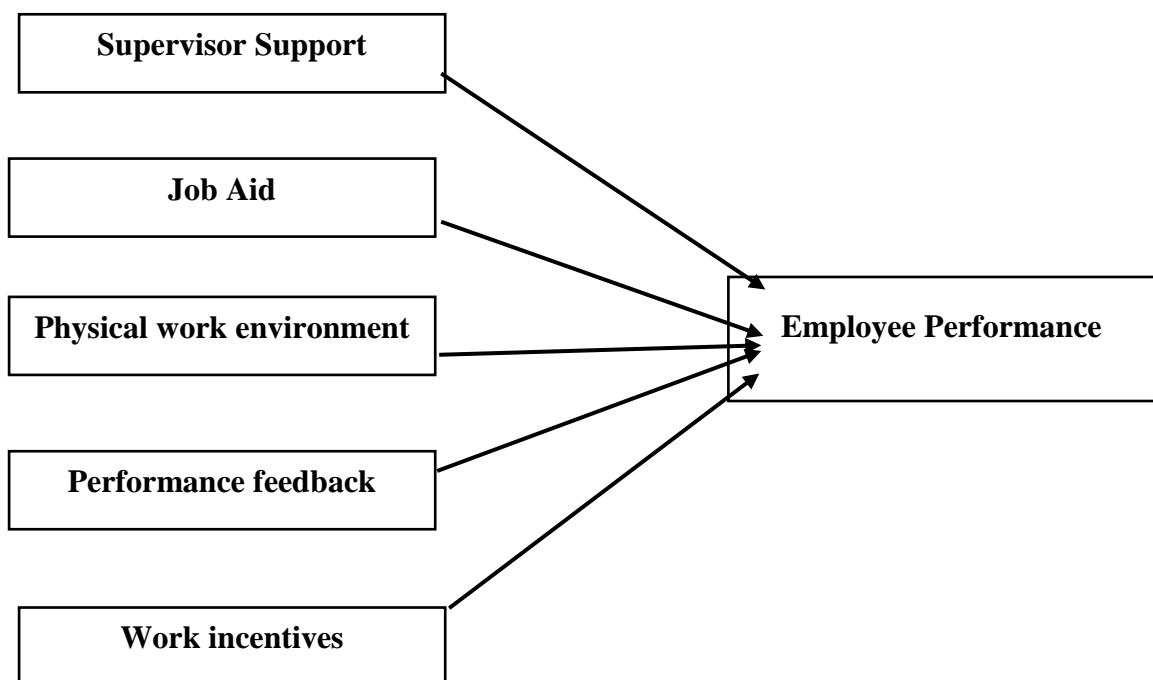 Supervisor Support
Job Aid
Physical work environment
Employee Performance
Performance feedback
Work incentives